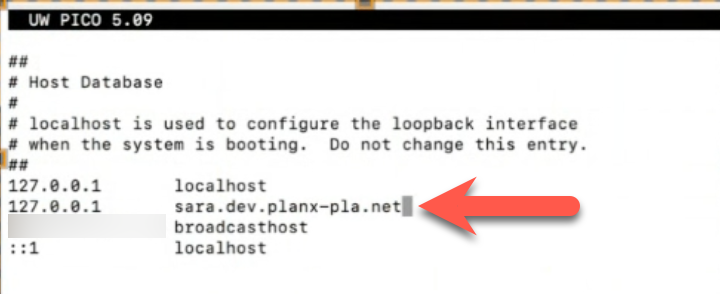 UW PICO 5.09
##
# Host Database
#
# localhost is used to configure the loopback interface
# when the system is booting.  Do not change this entry.
##
127.0.0.1       localhost
127.0.0.1       sara.dev.planx-pla.net
broadcasthost
::1             localhost